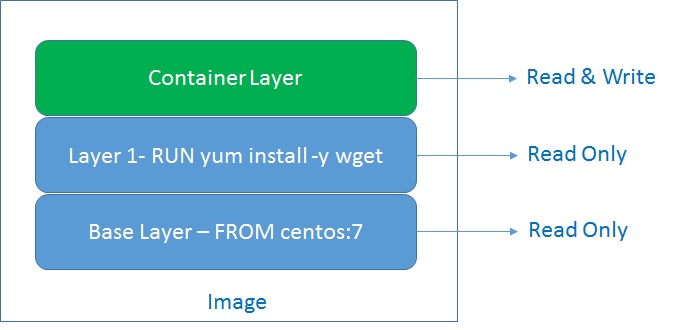 Container Layer
Read & Write
Layer 1- RUN yum install -y wget
Read Only
Base Layer – FROM centos:7
Read Only
Image